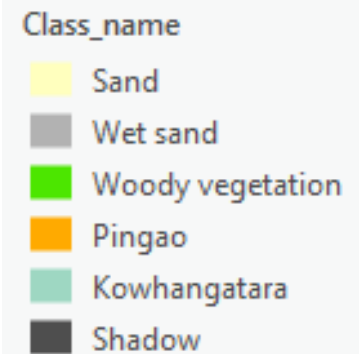 Class_name
Sand
Wet sand
Woody vegetation
Pingao
Kowhangatara
Shadow